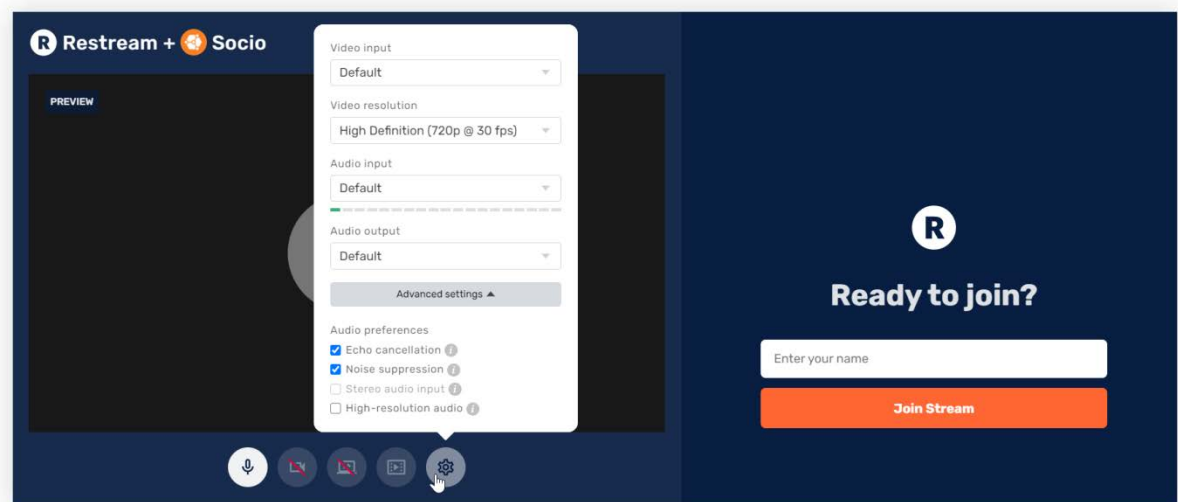 R Restream + Socio
PREVIEW
Video input
Default
Video resolution
High Definition (720p @ 30 fps)
Audio input
Default
Audio output
Default
Advanced settings
Audio preferences
Echo cancellation i
Noise suppression i
Stereo audio input i
High-resolution audio i
R
Ready to join?
Enter your name
Join Stream